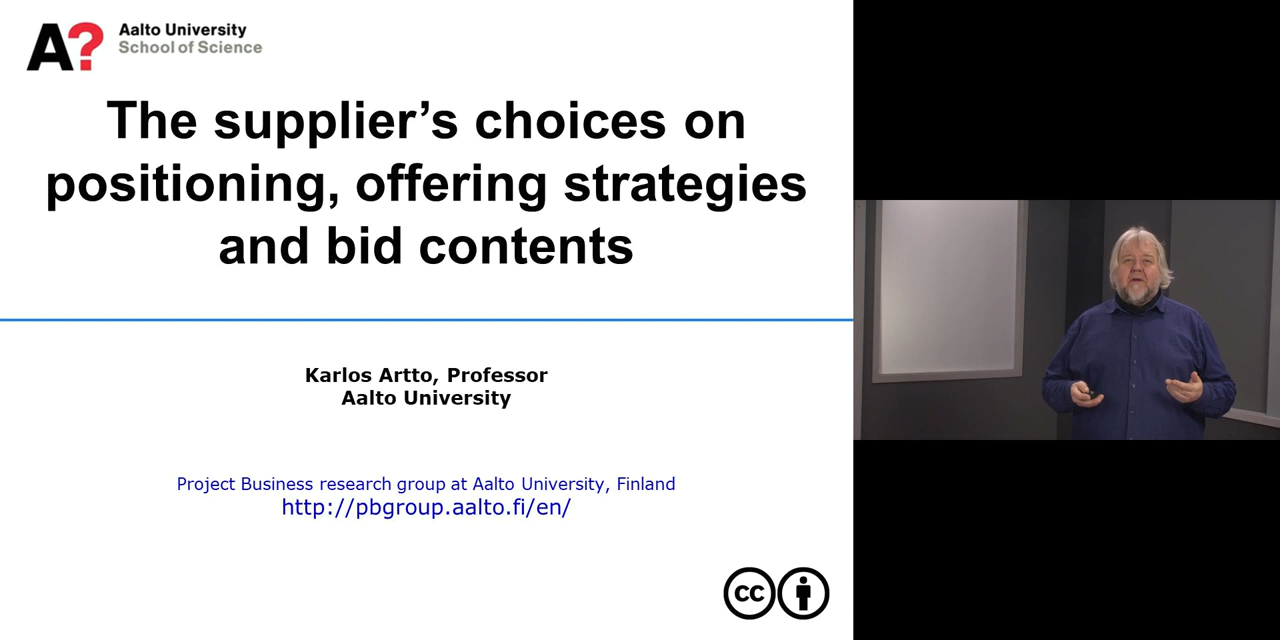 A?
Aalto University
School of Science
The supplier’s choices on
positioning, offering strategies
and bid contents
Karlos Artto, Professor
Aalto University
Project Business research group at Aalto University, Finland
http://pbgroup.aalto.fi/en/
cc